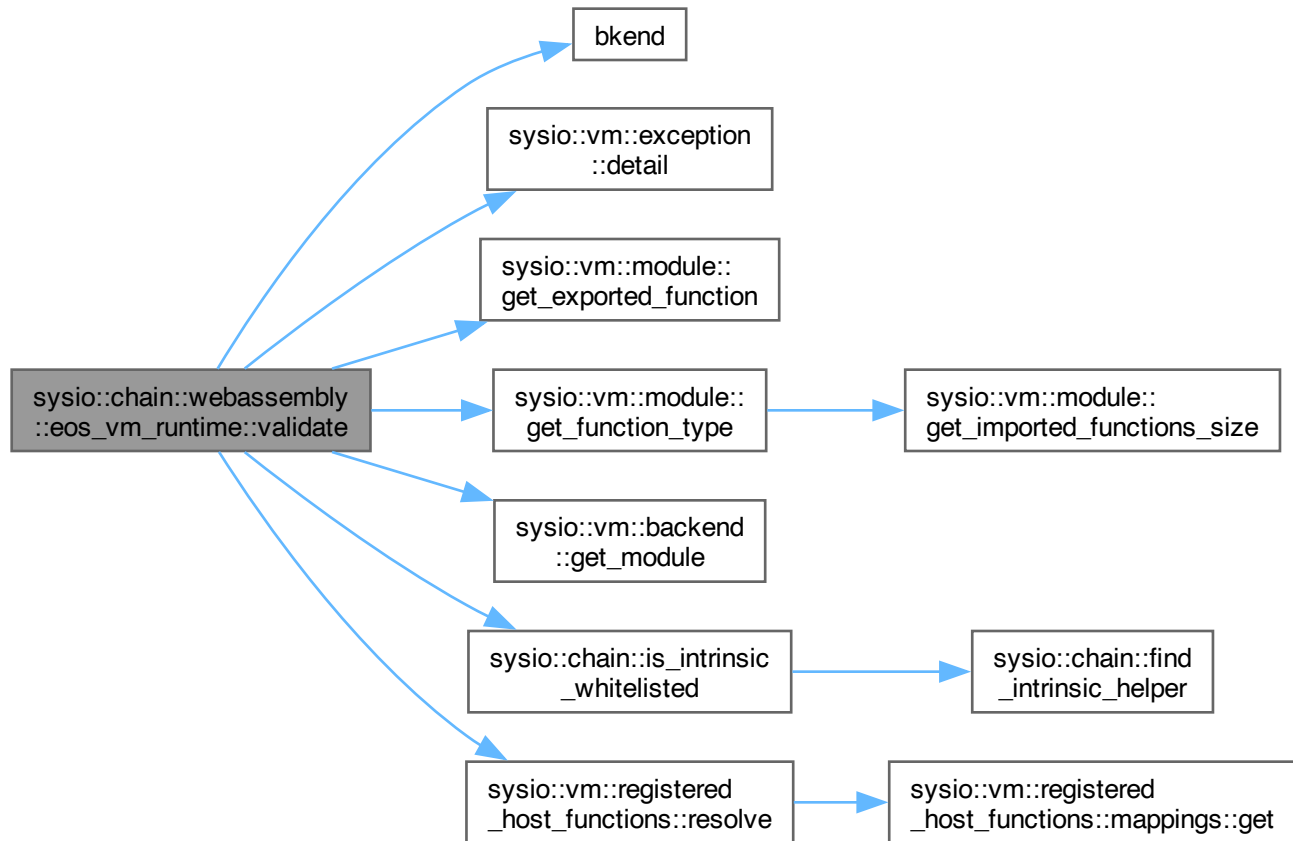 bkend
sysio::vm::exception
::detail
sysio::vm::module::
get_exported_function
sysio::chain::webassembly
::eos_vm_runtime::validate
sysio::vm::module::
get_function_type
sysio::vm::module::
get_imported_functions_size
sysio::vm::backend
::get_module
sysio::chain::is_intrinsic
_whitelisted
sysio::chain::find
_intrinsic_helper
sysio::vm::registered
_host_functions::resolve
sysio::vm::registered
_host_functions::mappings::get